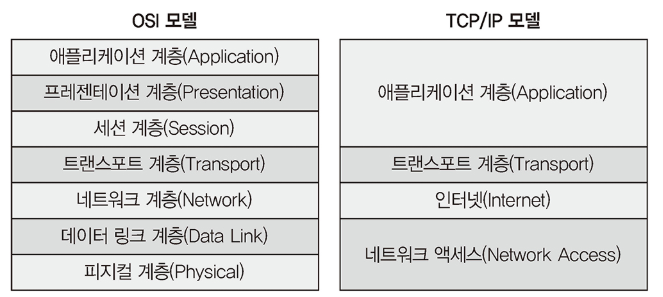 OSI 모델
애플리케이션 계층(Application)
프레젠테이션 계층(Presentation)
세션 계층(Session)
트랜스포트 계층(Transport)
네트워크 계층(Network)
데이터 링크 계층(Data Link)
피지컬 계층(Physical)
TCP/IP 모델
애플리케이션 계층(Application)
트랜스포트 계층(Transport)
인터넷(Internet)
네트워크 액세스(Network Access)